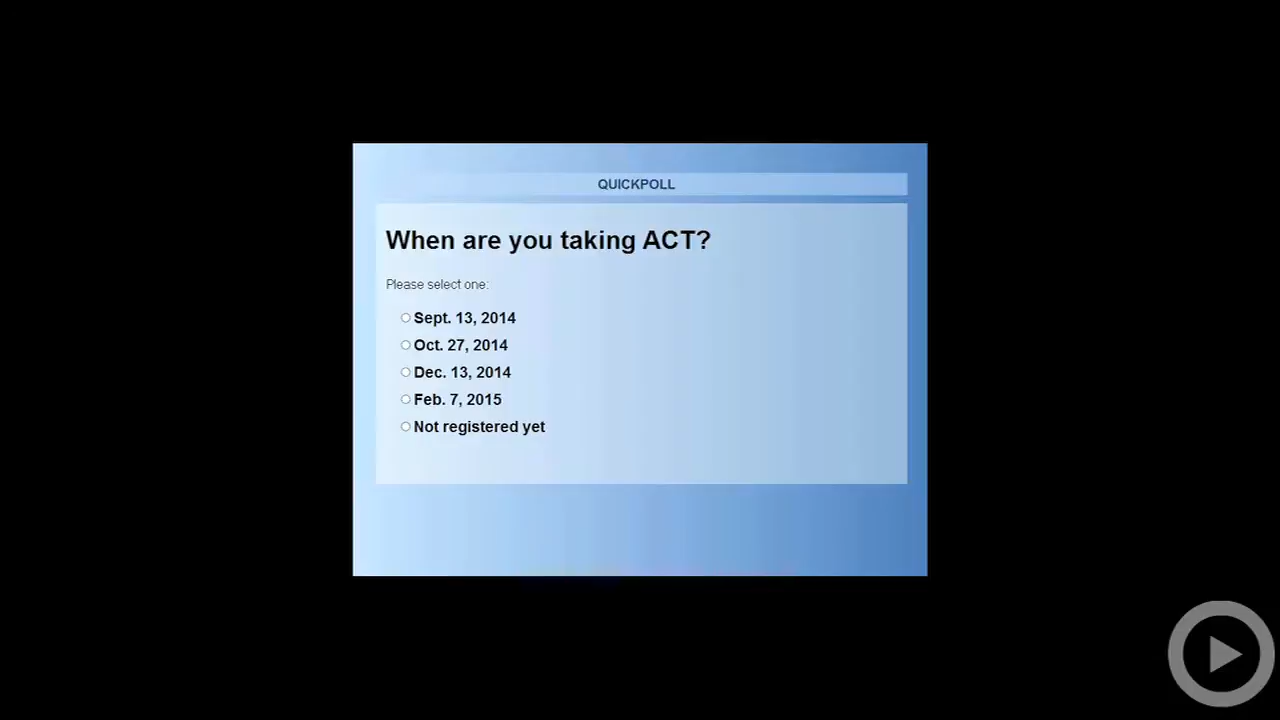 QUICKPOLL
When are you taking ACT?
Please select one:
Sept. 13, 2014
Oct. 27, 2014
Dec. 13, 2014
Feb. 7, 2015
Not registered yet